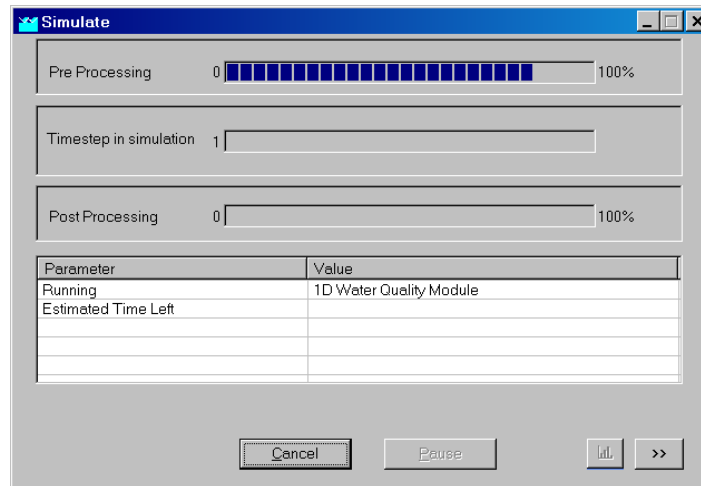 Simulate
Pre Processing 0 100%
Timestep in simulation 1
Post Processing 0 100%
Parameter Value
Running 1D Water Quality Module
Estimated Time Left
Cancel Pause >>